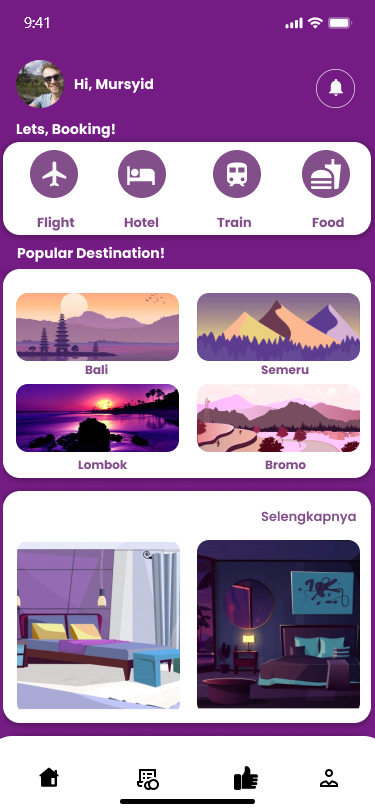 9:41
Hi, Mursyid
Lets, Booking!
Flight Hotel Train Food
Popular Destination!
Bali Semeru
Lombok Bromo
Selengkapnya